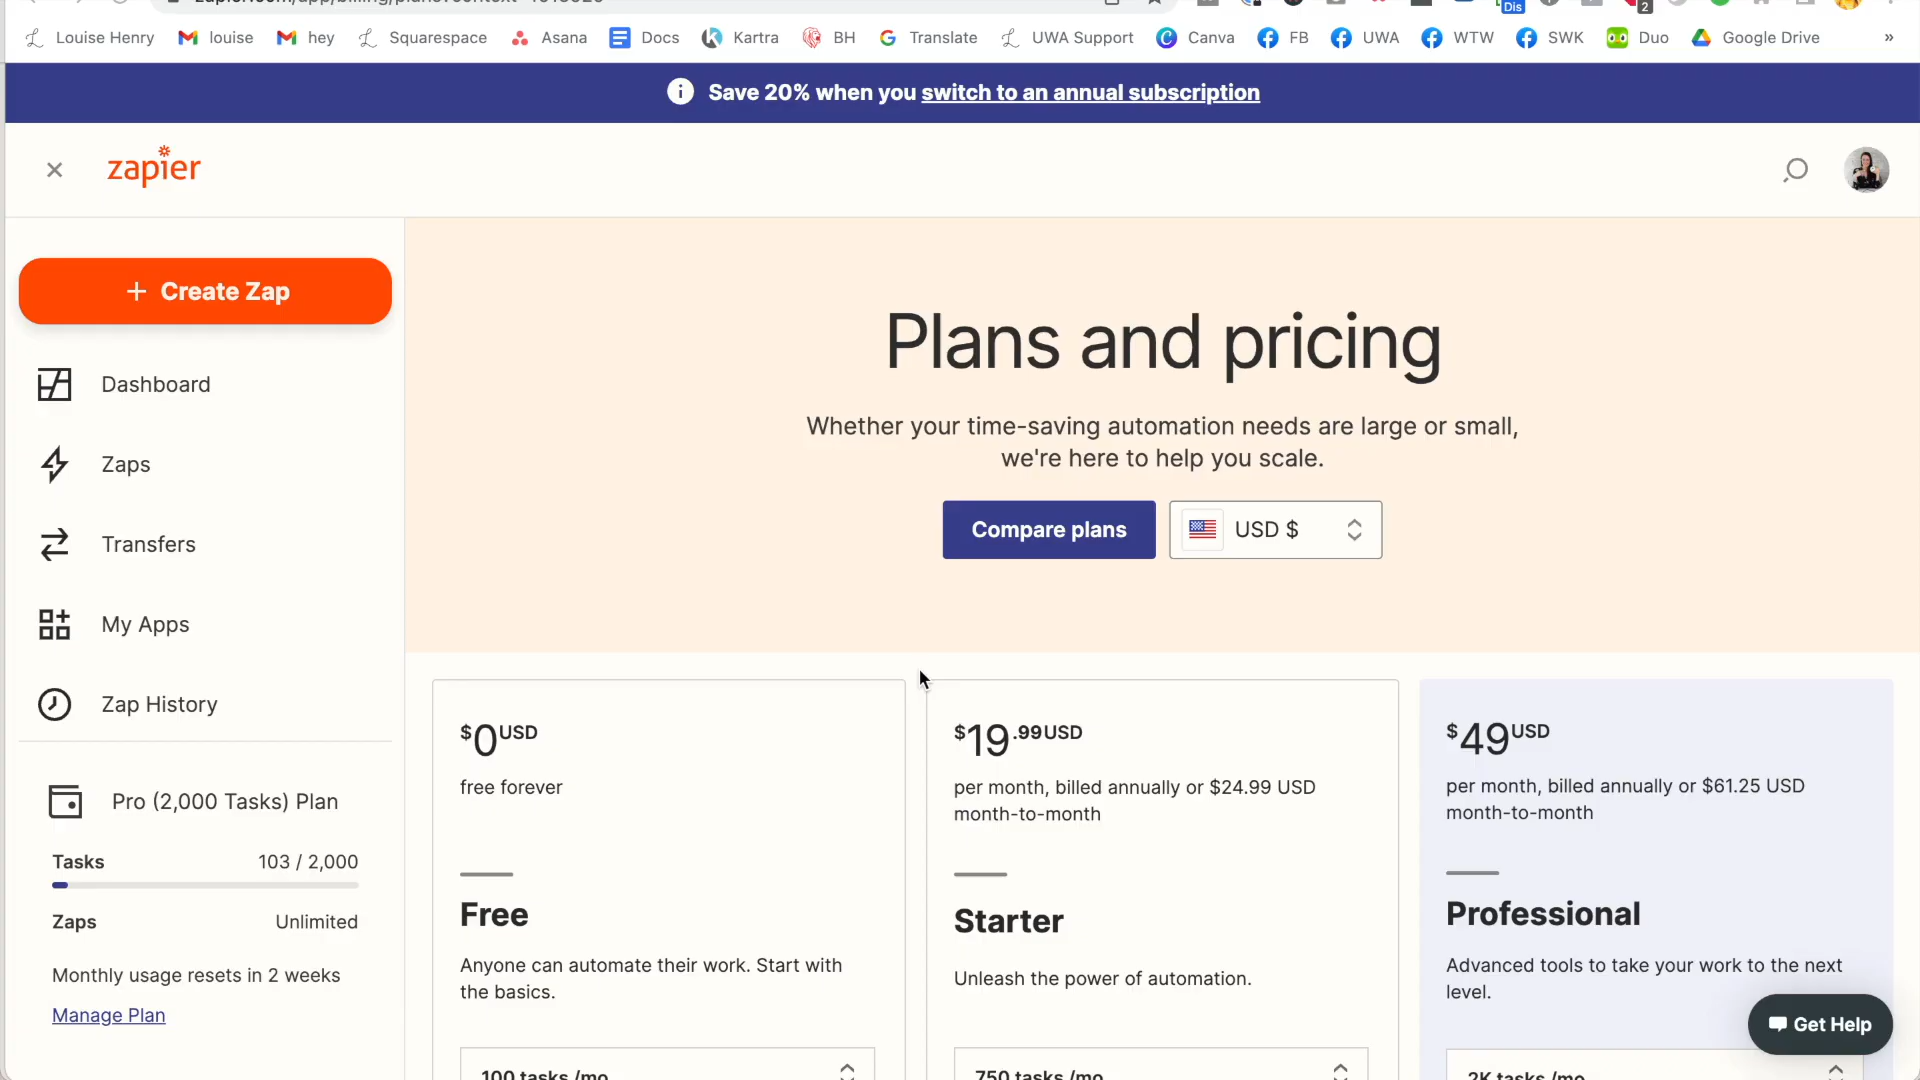 Louise Henry louise hey Squarespace Asana Docs Kartra BH Translate UWA Support Canva FB UWA WTW SWK Duo Google Drive »
Dis
2
Save 20% when you switch to an annual subscription
zapier
+ Create Zap
Dashboard
Zaps
Transfers
My Apps
Zap History
Pro (2,000 Tasks) Plan
Tasks 103 / 2,000
Zaps Unlimited
Monthly usage resets in 2 weeks
Manage Plan
Plans and pricing
Whether your time-saving automation needs are large or small,
we're here to help you scale.
Compare plans
USD $
$0USD
free forever
Free
Anyone can automate their work. Start with
the basics.
100 tasks /mo
$19.99USD
per month, billed annually or $24.99 USD
month-to-month
Starter
Unleash the power of automation.
750 tasks /mo
$49USD
per month, billed annually or $61.25 USD
month-to-month
Professional
Advanced tools to take your work to the next
level.
2K tasks /mo
Get Help